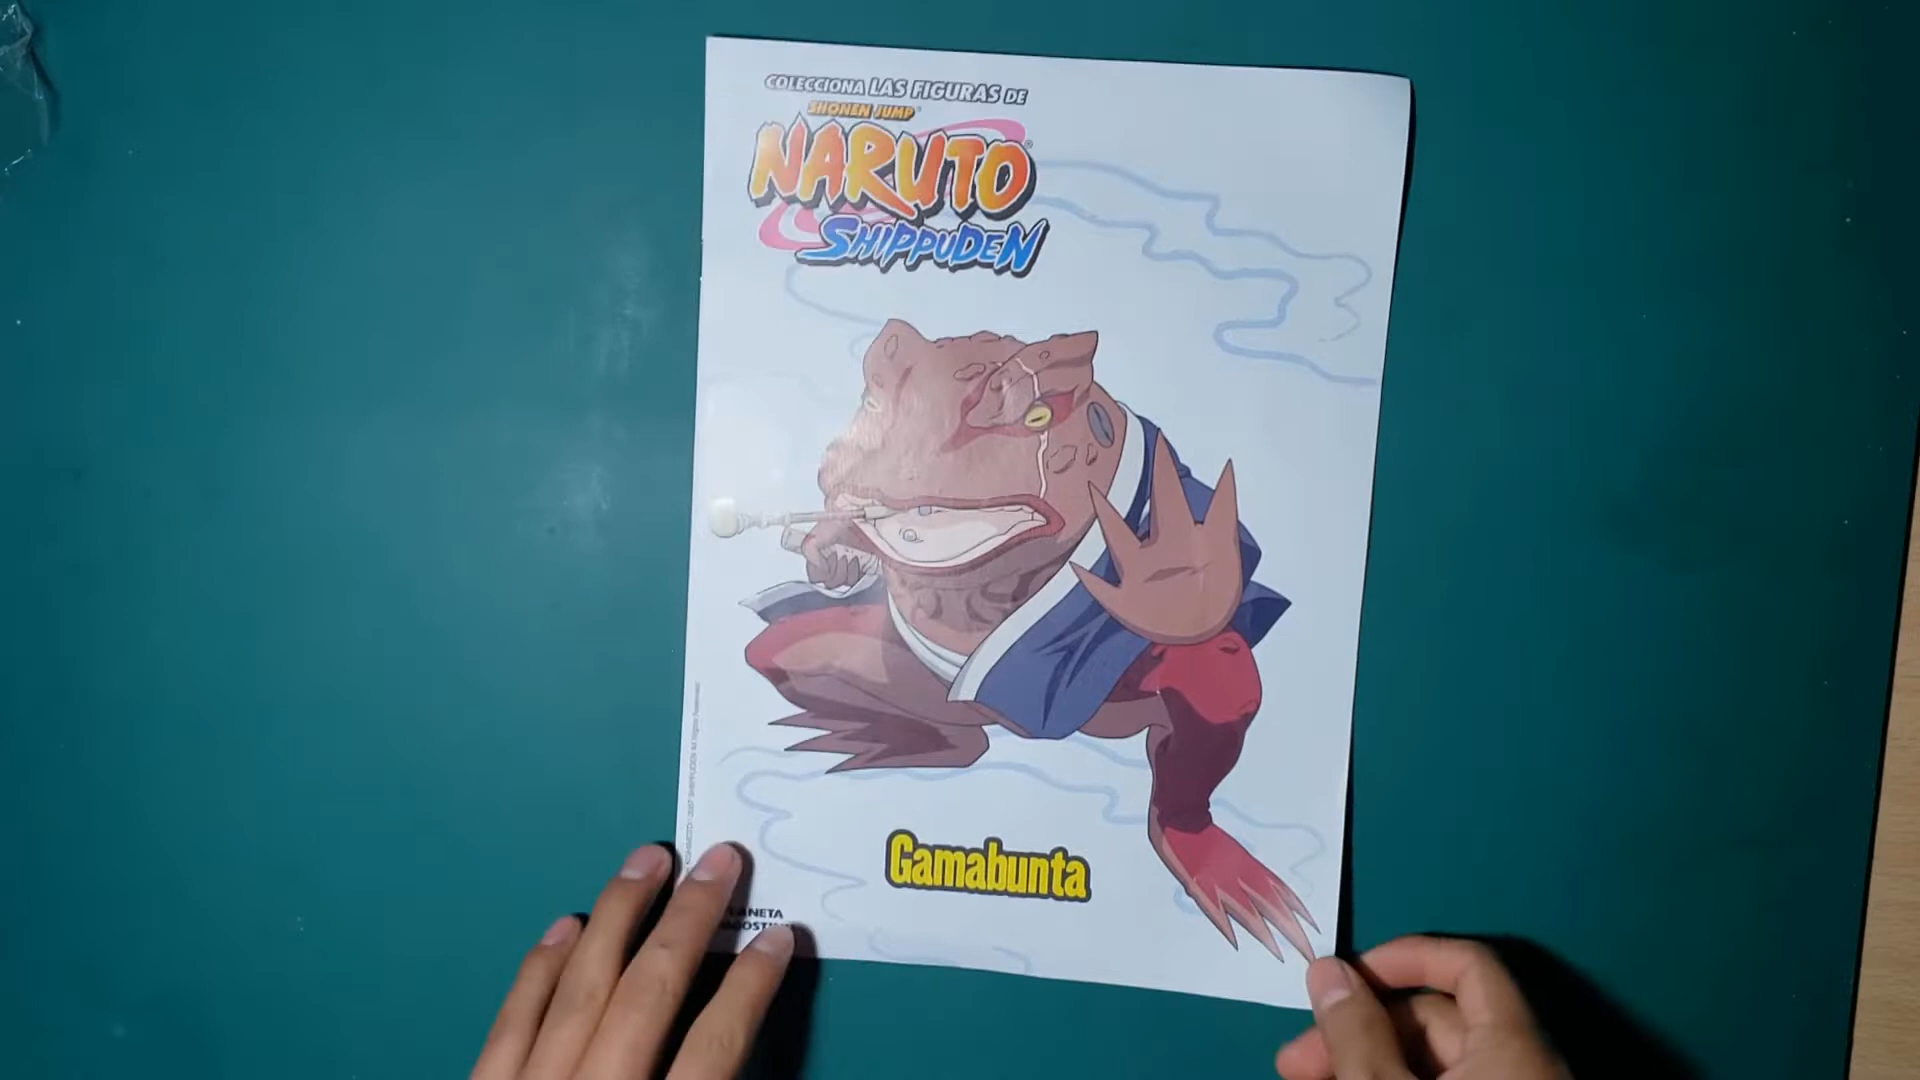 COLECCIONA LAS FIGURAS DE
SHONEN JUMP
NARUTO
SHIPPUDEN
Gamabunta